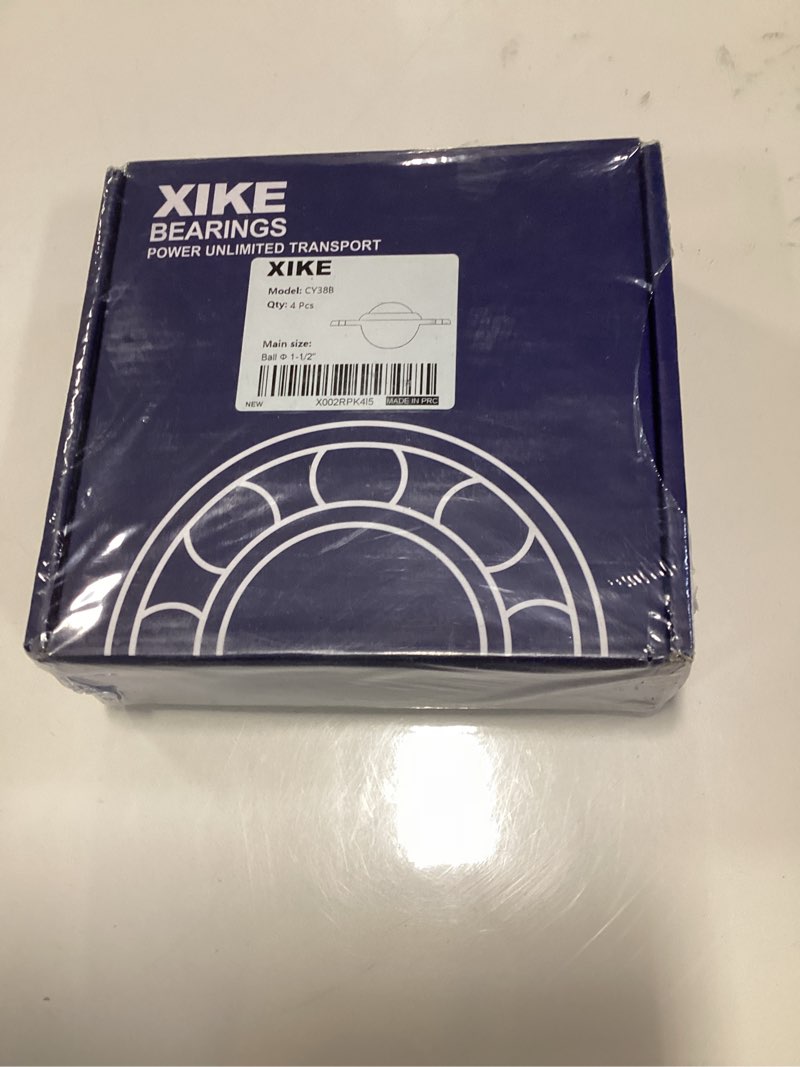 XIKE
BEARINGS
POWER UNLIMITED TRANSPORT
XIKE
Model: CY38B
Qty: 4 Pcs
Main size:
Ball Φ 1-1/2"
NEW X002RPK4I5 MADE IN PRC